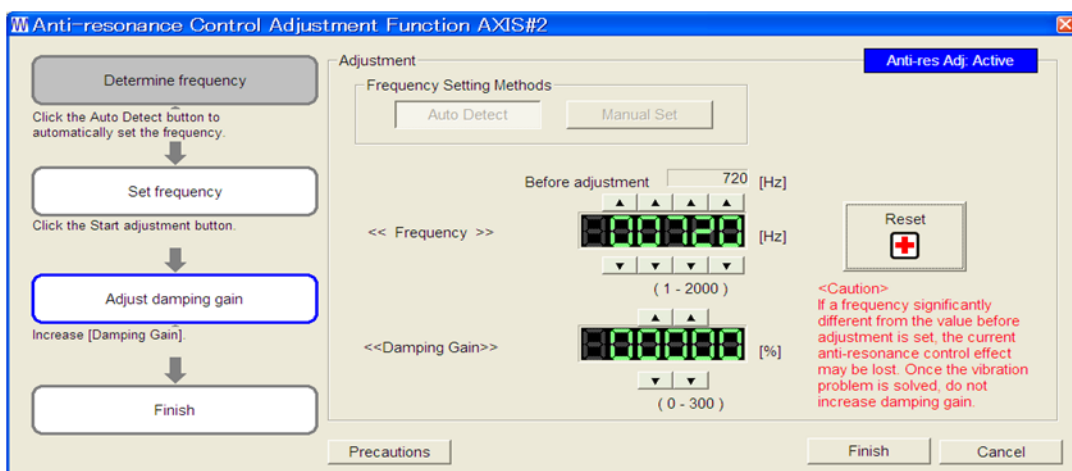 Anti-resonance Control Adjustment Function AXIS#2
Determine frequency
Click the Auto Detect button to
automatically set the frequency.
Set frequency
Click the Start adjustment button.
Adjust damping gain
Increase [Damping Gain].
Finish
Adjustment
Anti-res Adj: Active
Frequency Setting Methods
Auto Detect
Manual Set
Before adjustment 720 [Hz]
<< Frequency >> 00720 [Hz]
( 1 - 2000 )
<<Damping Gain>> 00000 [%]
( 0 - 300 )
Reset
<Caution>
If a frequency significantly
different from the value before
adjustment is set, the current
anti-resonance control effect
may be lost. Once the vibration
problem is solved, do not
increase damping gain.
Precautions
Finish
Cancel